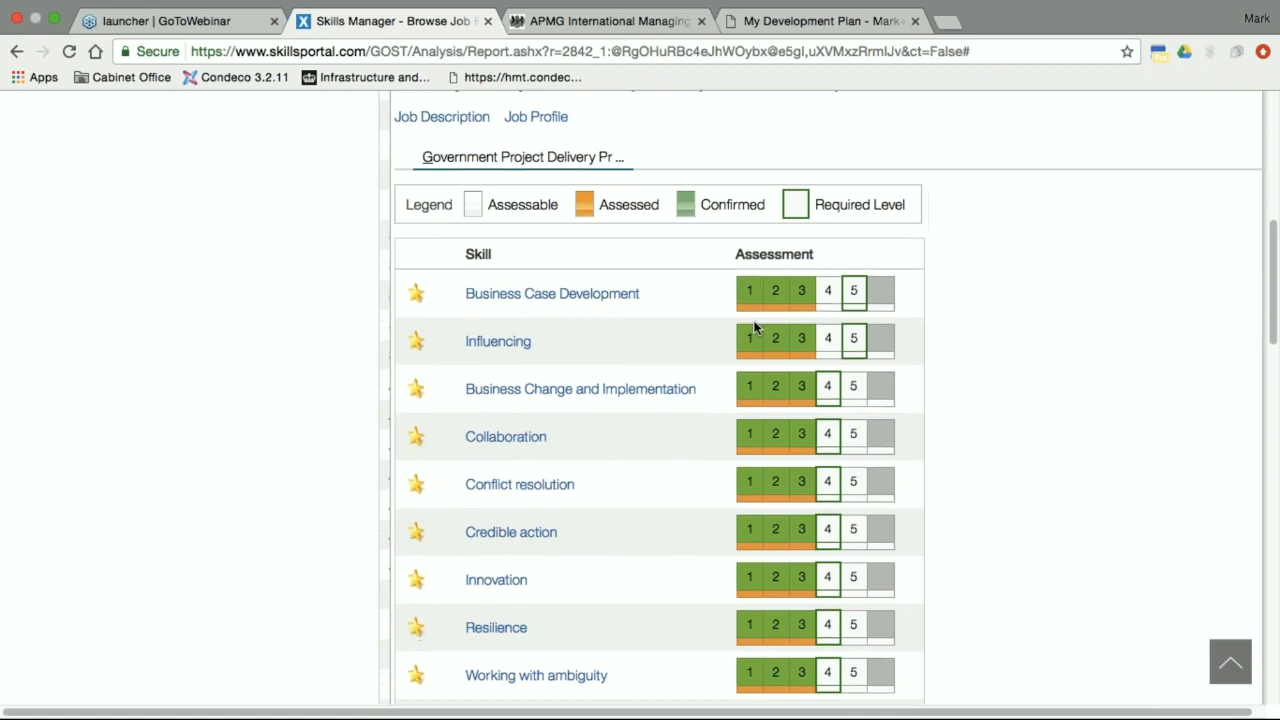 launcher | GoToWebinar
Skills Manager - Browse Job
APMG International Managing
My Development Plan - Mark
Mark
Secure
https://www.skillsportal.com/GOST/Analysis/Report.ashx?r=2842_1:@RgOHuRBc4eJhWOybx@e5gI,uXVMxzRrmIJv&ct=False#
Apps
Cabinet Office
Condeco 3.2.11
Infrastructure and...
https://hmt.condec...
Job Description
Job Profile
Government Project Delivery Pr ...
Legend Assessable Assessed Confirmed Required Level
Skill Assessment
Business Case Development 1 2 3 4 5
Influencing 1 2 3 4 5
Business Change and Implementation 1 2 3 4 5
Collaboration 1 2 3 4 5
Conflict resolution 1 2 3 4 5
Credible action 1 2 3 4 5
Innovation 1 2 3 4 5
Resilience 1 2 3 4 5
Working with ambiguity 1 2 3 4 5